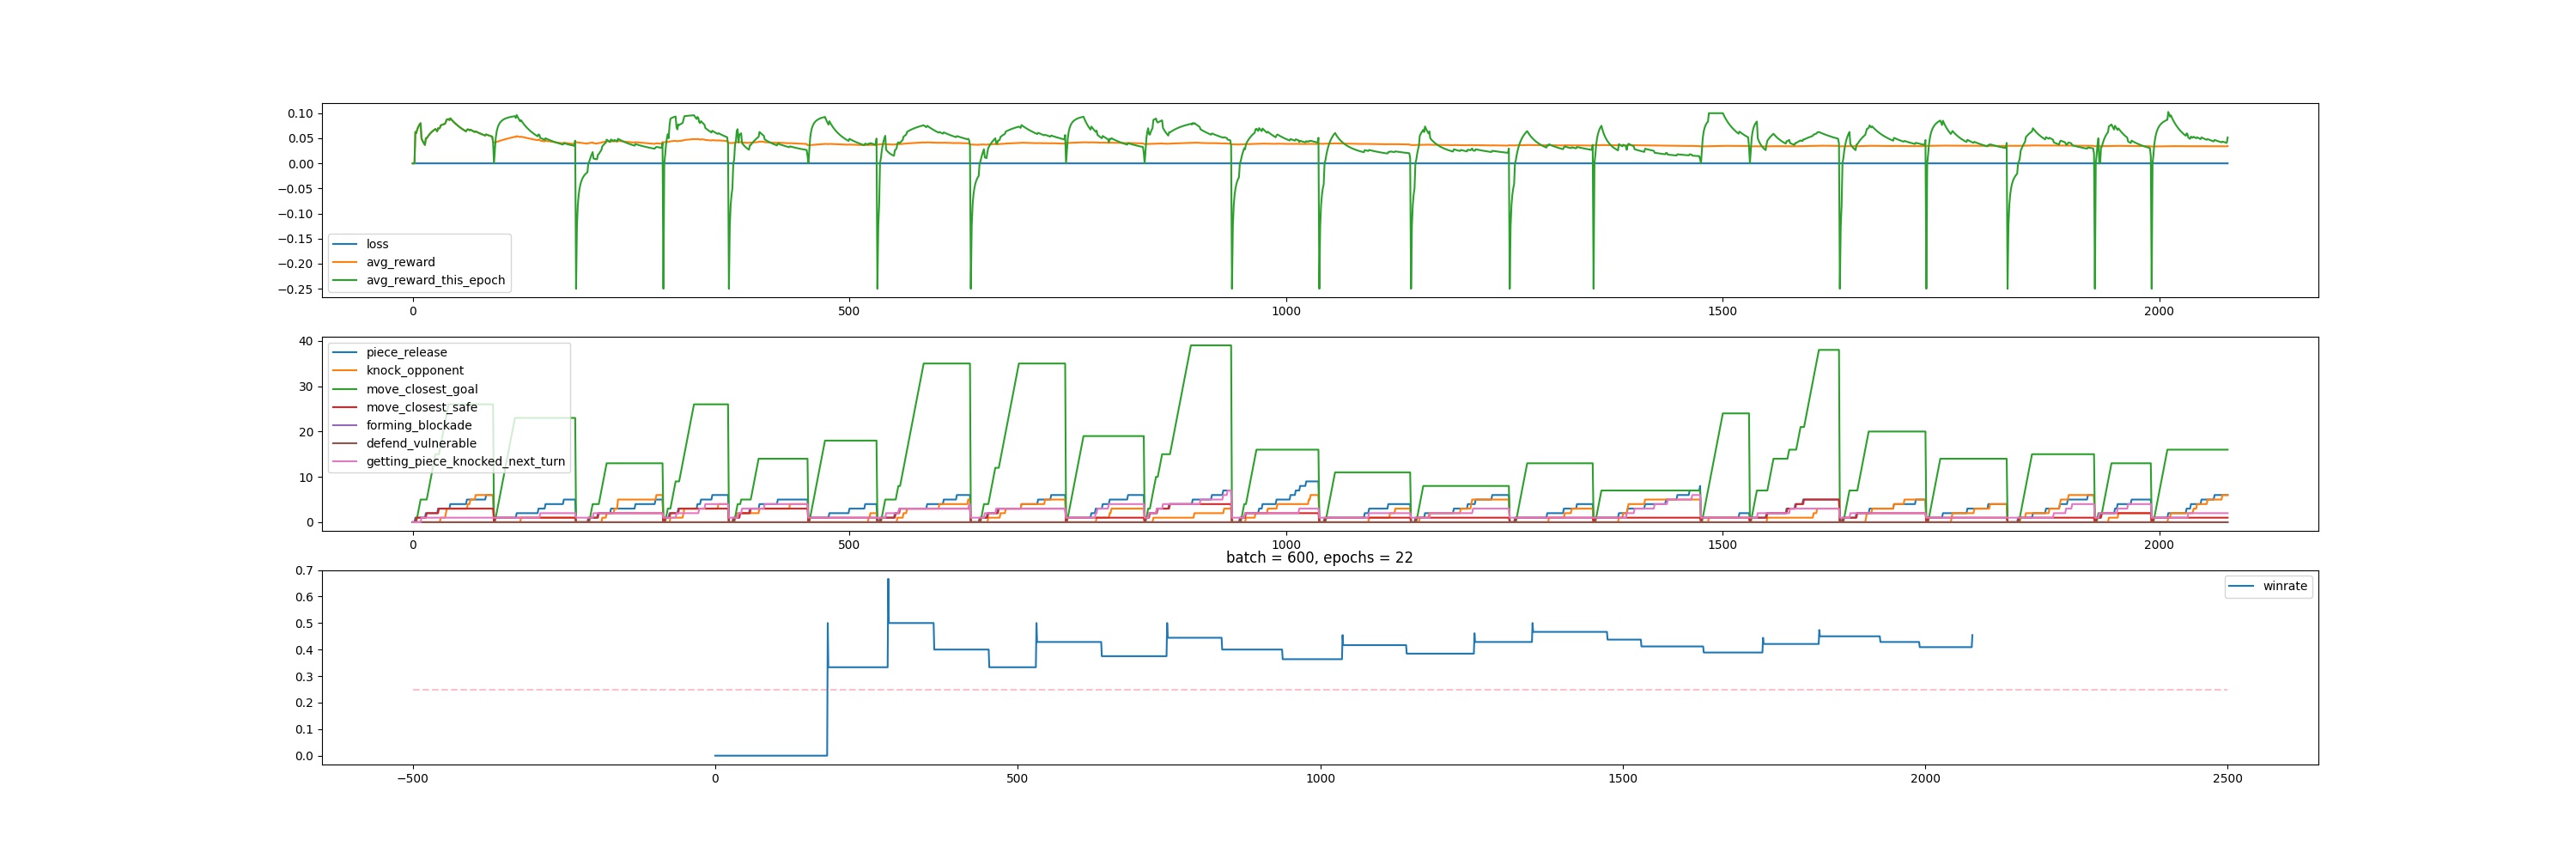 0.10
0.05
0.00
−0.05
−0.10
−0.15
−0.20
−0.25
loss
avg_reward
avg_reward_this_epoch
0 500 1000 1500 2000
40
30
20
10
0
piece_release
knock_opponent
move_closest_goal
move_closest_safe
forming_blockade
defend_vulnerable
getting_piece_knocked_next_turn
0 500 1000 1500 2000
batch = 600, epochs = 22
0.7
0.6
0.5
0.4
0.3
0.2
0.1
0.0
winrate
−500 0 500 1000 1500 2000 2500